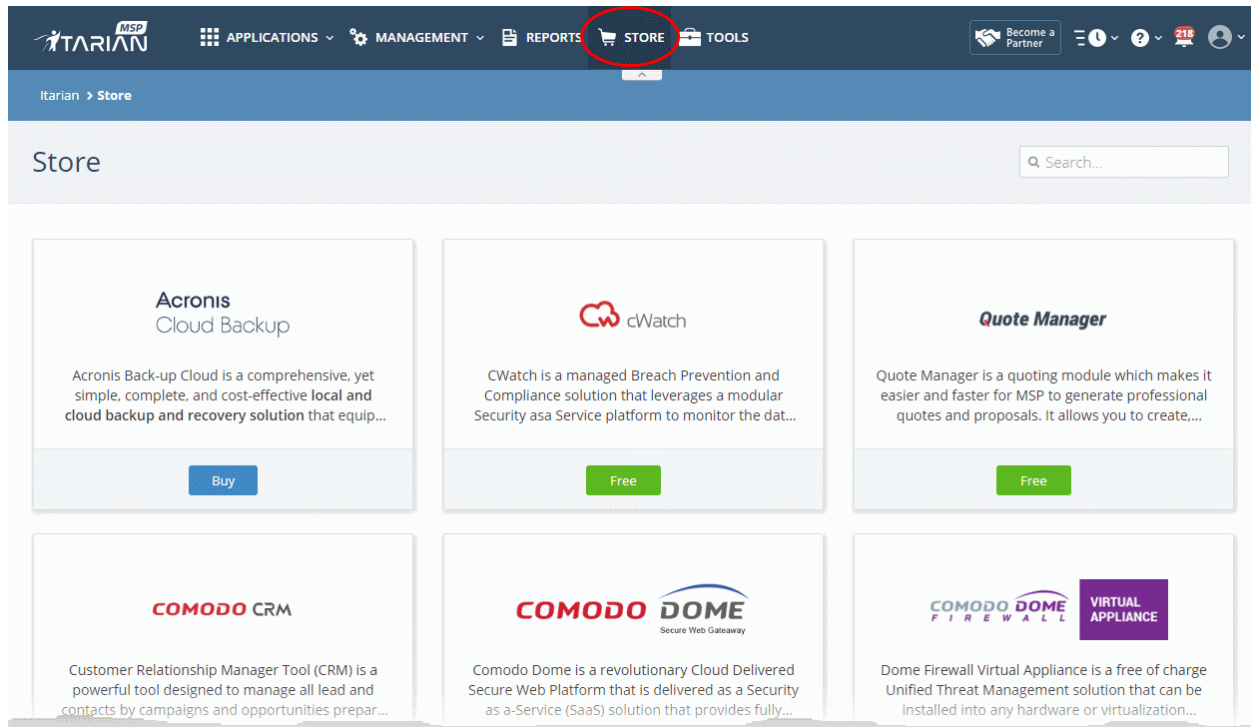 ITARIAN MSP
APPLICATIONS
MANAGEMENT
REPORTS
STORE
TOOLS
Become a
Partner
218
Itarian > Store
Store
Search...
Acronis
Cloud Backup
Acronis Back-up Cloud is a comprehensive, yet
simple, complete, and cost-effective local and
cloud backup and recovery solution that equip...
Buy
cWatch
CWatch is a managed Breach Prevention and
Compliance solution that leverages a modular
Security asa Service platform to monitor the dat...
Free
Quote Manager
Quote Manager is a quoting module which makes it
easier and faster for MSP to generate professional
quotes and proposals. It allows you to create,...
Free
COMODO CRM
Customer Relationship Manager Tool (CRM) is a
powerful tool designed to manage all lead and
contacts by campaigns and opportunities prepar...
COMODO DOME
Secure Web Gateaway
Comodo Dome is a revolutionary Cloud Delivered
Secure Web Platform that is delivered as a Security
as a-Service (SaaS) solution that provides fully...
COMODO DOME
FIREWALL
VIRTUAL
APPLIANCE
Dome Firewall Virtual Appliance is a free of charge
Unified Threat Management solution that can be
installed into any hardware or virtualization...